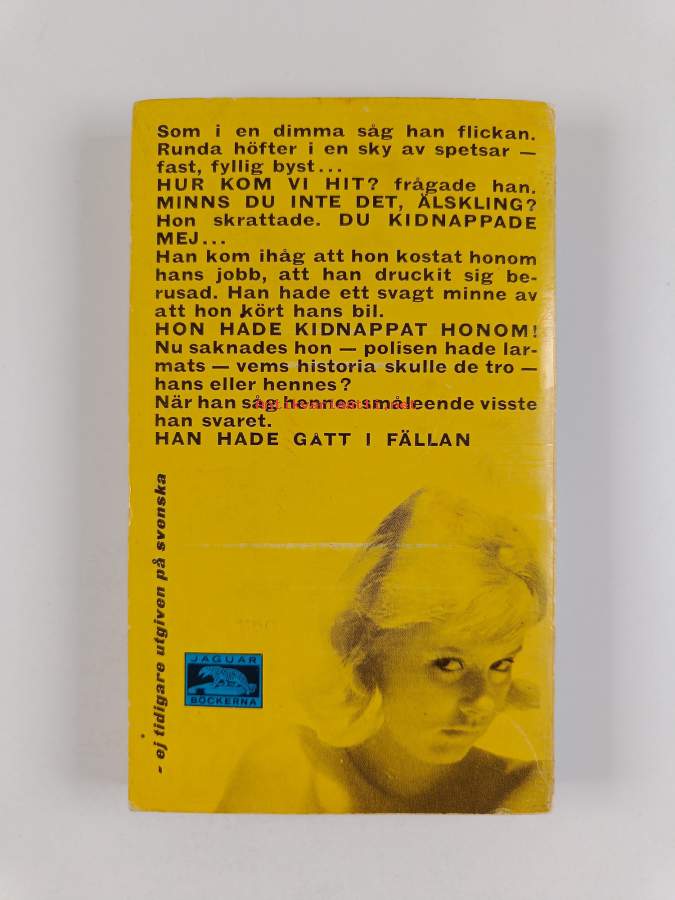 Som i en dimma såg han flickan.
Runda höfter i en sky av spetsar —
fast, fyllig byst...
HUR KOM VI HIT? frågade han.
MINNS DU INTE DET, ÄLSKLING?
Hon skrattade. DU KIDNAPPADE
MEJ...
Han kom ihåg att hon kostat honom
hans jobb, att han druckit sig be-
rusad. Han hade ett svagt minne av
att hon kört hans bil.
HON HADE KIDNAPPAT HONOM!
Nu saknades hon — polisen hade lar-
mats — vems historia skulle de tro —
hans eller hennes?
När han såg hennes småleende visste
han svaret.
HAN HADE GATT I FÄLLAN
- ej tidigare utgiven på svenska
JAGUAR
BÖCKERNA